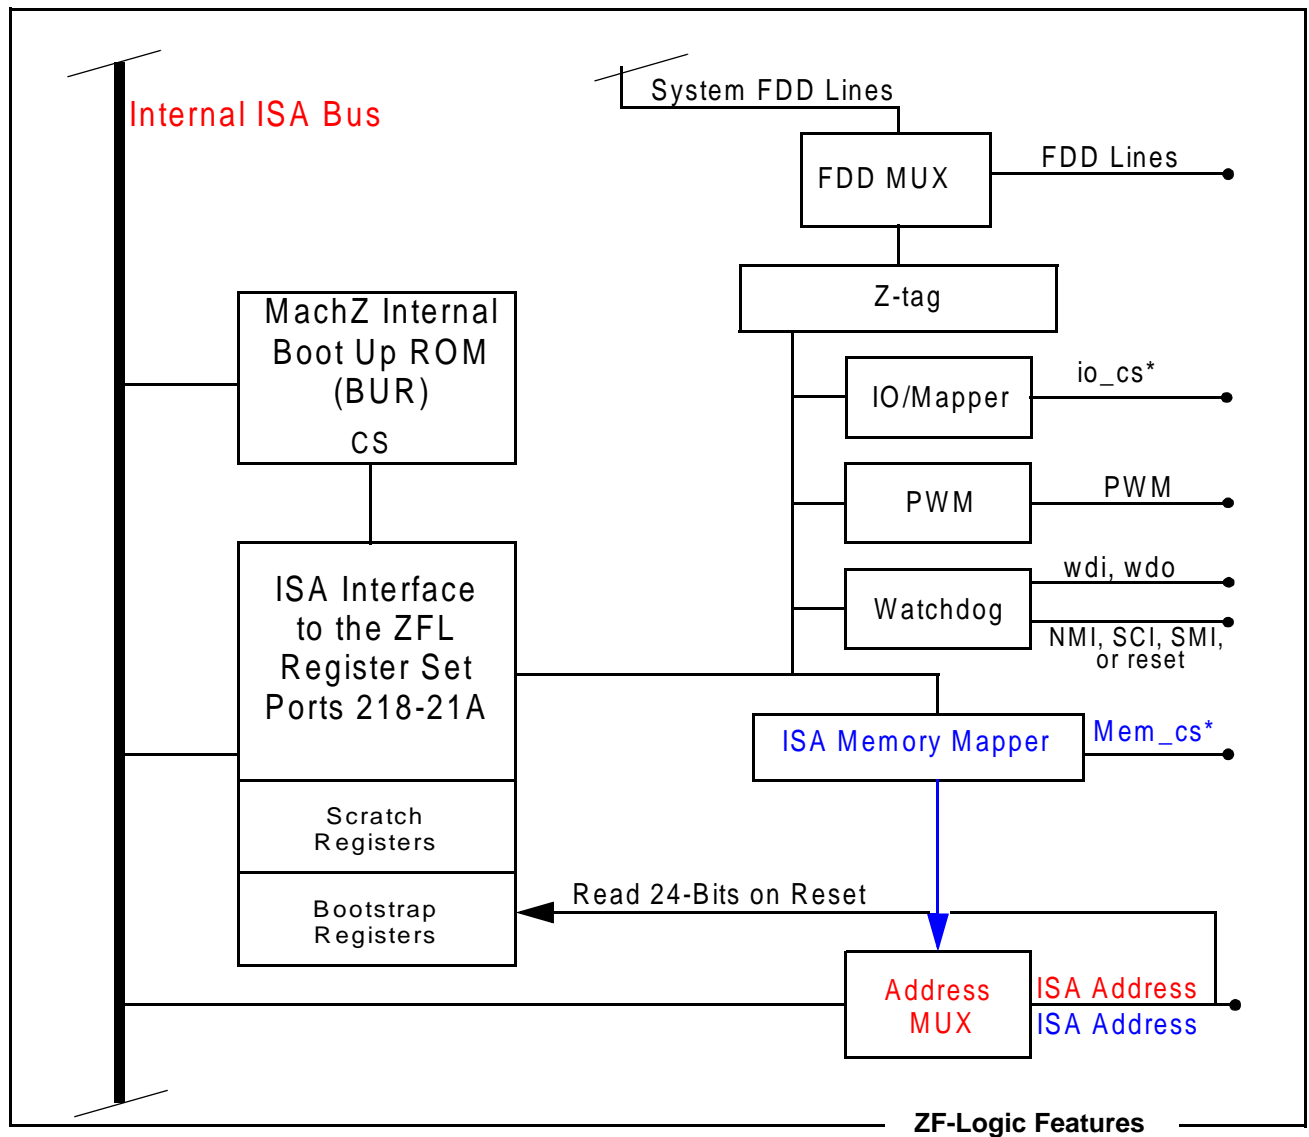 Internal ISA Bus
System FDD Lines
FDD MUX
FDD Lines
Z-tag
MachZ Internal
Boot Up ROM
(BUR)
CS
IO/Mapper
io_cs*
PWM
PWM
Watchdog
wdi, wdo
NMI, SCI, SMI,
or reset
ISA Interface
to the ZFL
Register Set
Ports 218-21A
ISA Memory Mapper
Mem_cs*
Scratch
Registers
Read 24-Bits on Reset
Bootstrap
Registers
Address
MUX
ISA Address
ISA Address
ZF-Logic Features